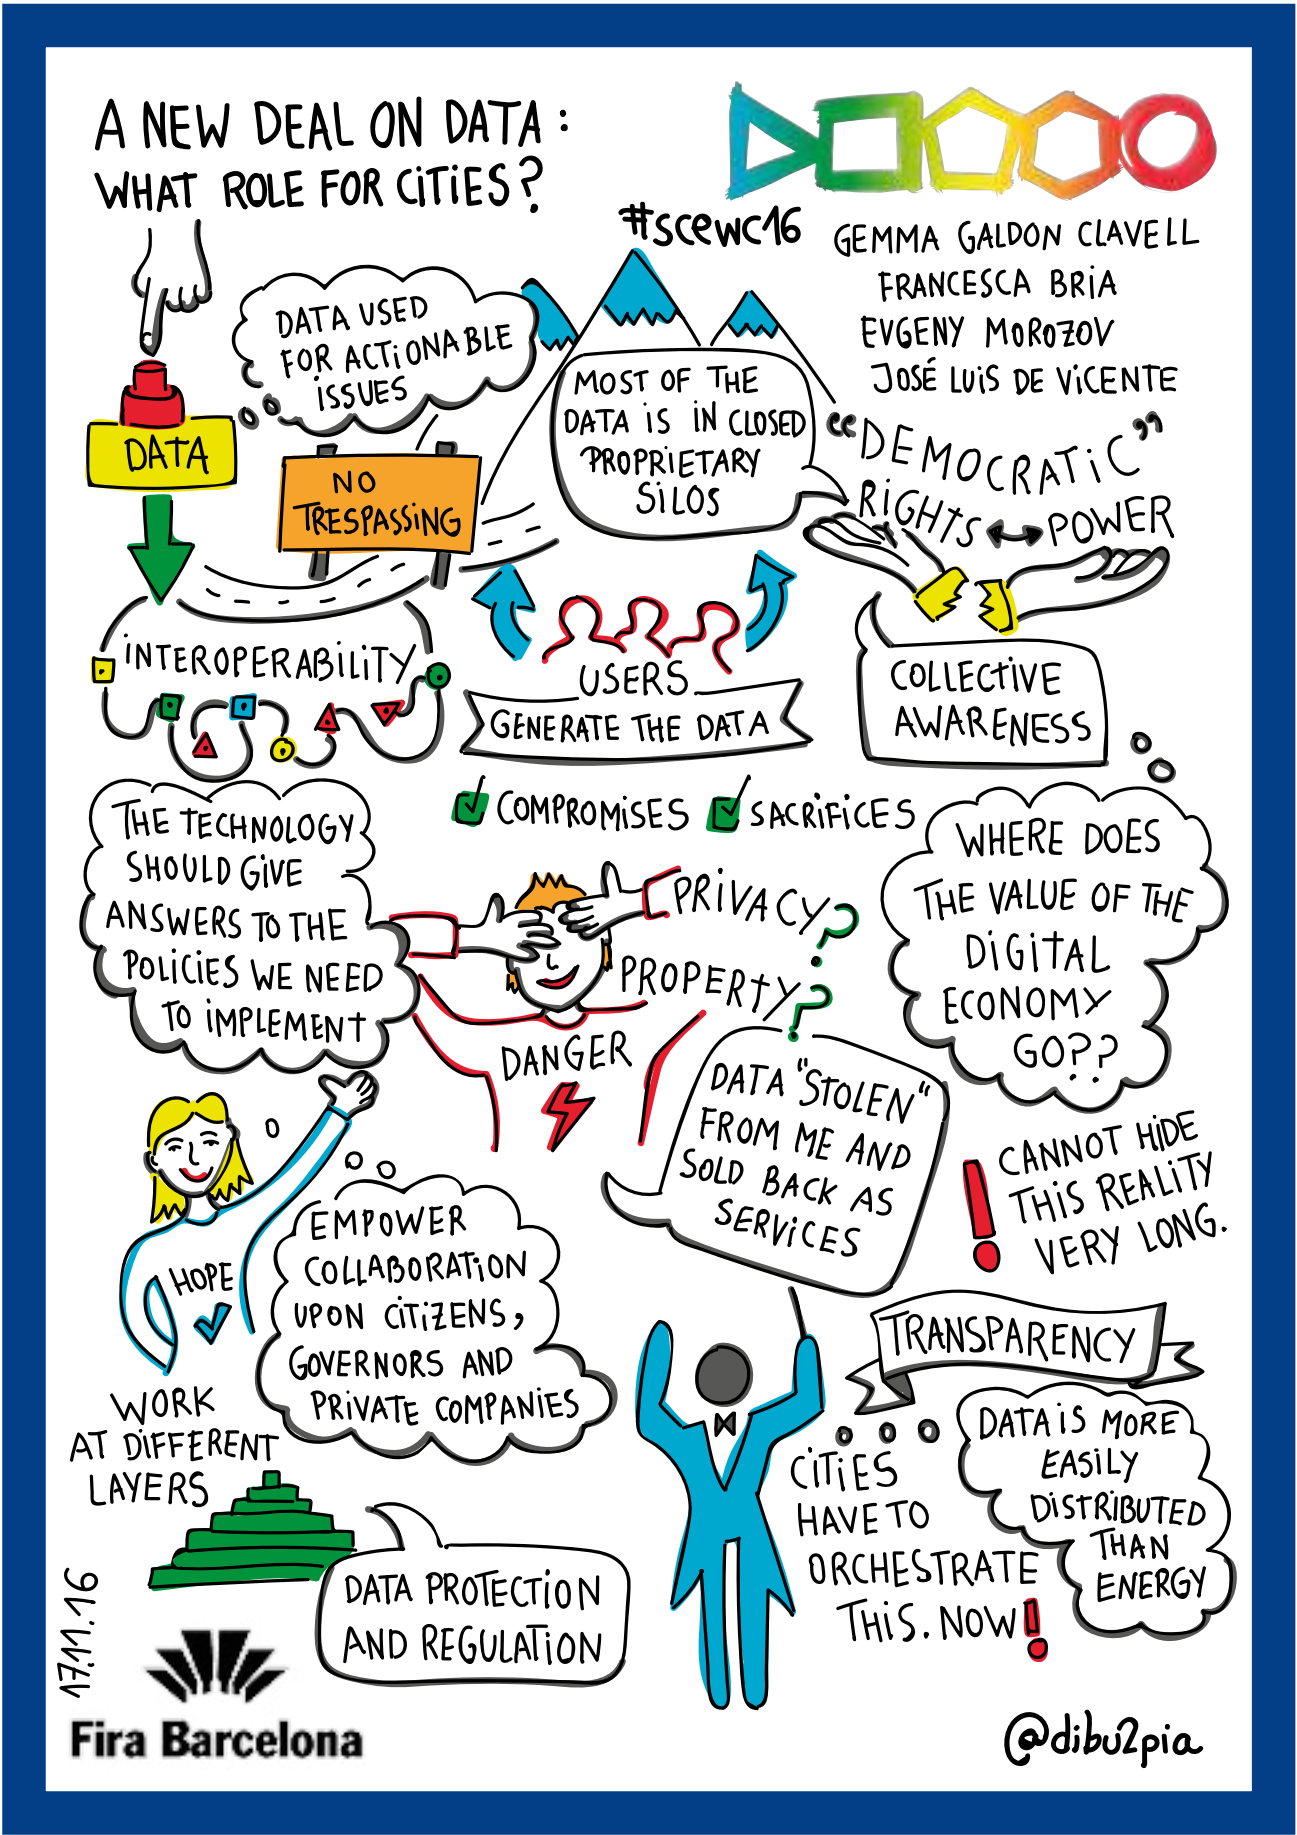 A NEW DEAL ON DATA:
WHAT ROLE FOR CiTiES?
#scewc16
GEMMA GALDON CLAVELL
FRANCESCA BRiA
EVGENY MOROZOV
JOSÉ LUiS DE ViCENTE
DATA USED
FOR ACTiONABLE
iSSUES
DATA
NO
TRESPASSiNG
MOST OF THE
DATA iS iN CLOSED
PROPRiETARY
SiLOS
"DEMOCRATiC"
RiGHTS ↔ POWER
iNTEROPERABiLiTY
USERS
GENERATE THE DATA
COLLECTiVE
AWARENESS
COMPROMiSES
SACRiFiCES
THE TECHNOLOGY
SHOULD GiVE
ANSWERS TO THE
POLiCiES WE NEED
TO iMPLEMENT
PRiVACY?
PROPERTY?
DANGER
WHERE DOES
THE VALUE OF THE
DiGiTAL
ECONOMY
GO??
DATA "STOLEN"
FROM ME AND
SOLD BACK AS
SERViCES
! CANNOT HiDE
THiS REALiTY
VERY LONG.
HOPE
EMPOWER
COLLABORATiON
UPON CiTiZENS,
GOVERNORS AND
PRiVATE COMPANiES
WORK
AT DiFFERENT
LAYERS
DATA PROTECTiON
AND REGULATiON
TRANSPARENCY
CiTiES
HAVE TO
ORCHESTRATE
THiS. NOW!
DATA iS MORE
EASiLY
DiSTRiBUTED
THAN
ENERGY
17.11.16
Fira Barcelona
@dibu2pia